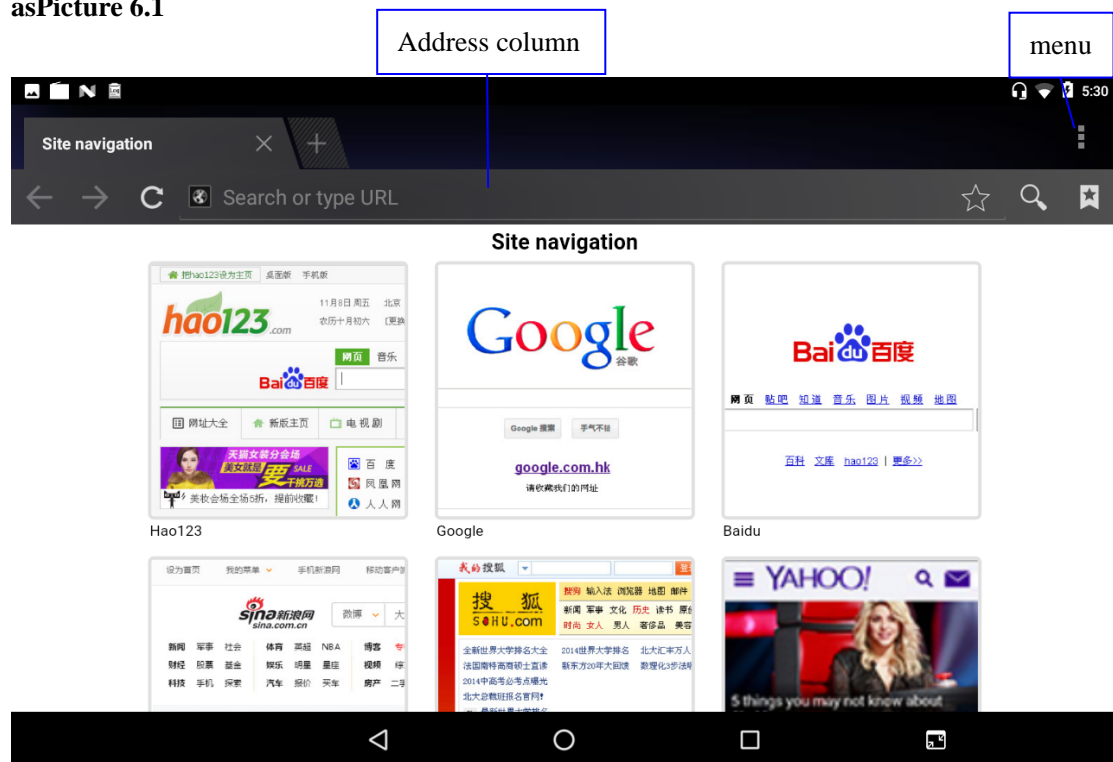 asPicture 6.1
Address column
menu
5:30
Site navigation
Search or type URL
Site navigation
把hao123设为主页 桌面版 手机版
hao123.com
11月8日 周五 北京
农历十月初六 [更换
网页 音乐
Bai du 百度
网址大全 新版主页 电视剧
天猫女装分会场
美女就是要 SALE
千挑万选
美妆会场全场5折，提前收藏！
百 度
凤凰网
人人网
Hao123
Google
谷歌
Google 搜索 手气不错
google.com.hk
请收藏我们的网址
Google
Bai du 百度
网页 贴吧 知道 音乐 图片 视频 地图
百科 文库 hao123 | 更多>>
Baidu
设为首页 我的菜单 手机新浪网 移动客户
sina新浪网
sina.com.cn
微博 大
新闻 军事 社会 体育 英超 NBA 博客
财经 股票 基金 娱乐 明星 星座 视频
科技 手机 探索 汽车 报价 买车 房产 二手
我的搜狐
搜狐
SOHU.com
搜狗 输入法 浏览器 地图 邮件
新闻 军事 文化 历史 读书
时尚 女人 男人 奢侈品 美容
全新世界大学排名大全 2014世界大学排名 北大汇丰万人
法国南特高商硕士直读 新东方20年大回馈 数理化3步法
2014中高考必考点曝光
北大总裁班报名官网!
YAHOO!
5 things you may not know about